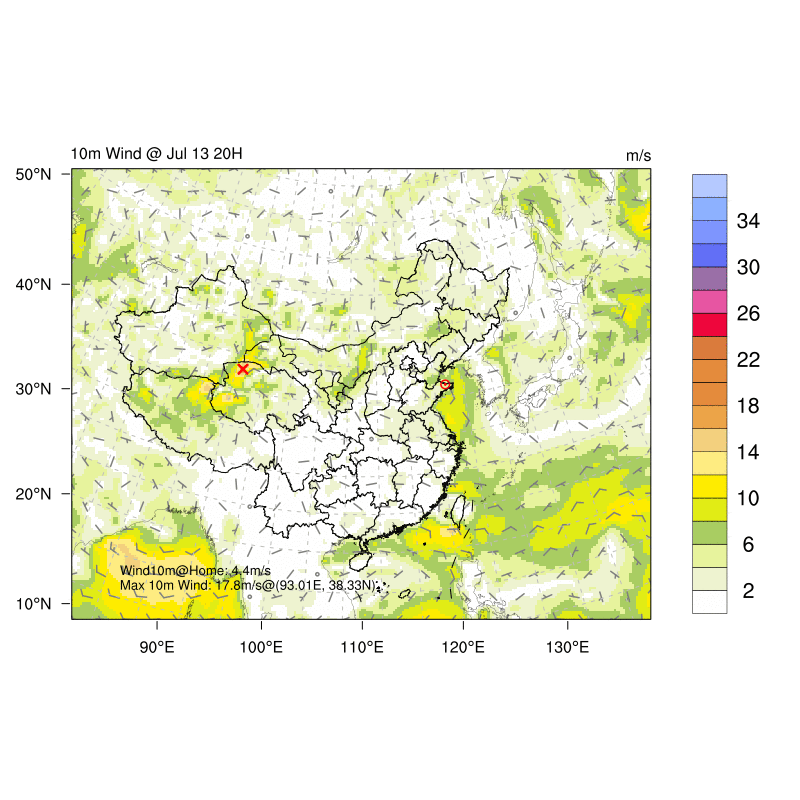 10m Wind @ Jul 13 20H
m/s
50°N
40°N
30°N
20°N
10°N
Wind10m@Home: 4.4m/s
Max 10m Wind: 17.8m/s@(93.01E, 38.33N)
90°E 100°E 110°E 120°E 130°E
34
30
26
22
18
14
10
6
2